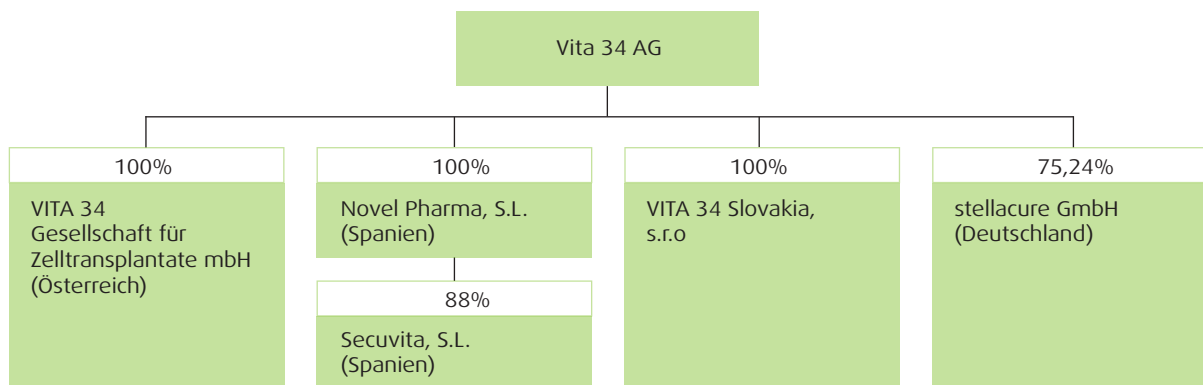 Vita 34 AG
100%
VITA 34
Gesellschaft für
Zelltransplantate mbH
(Österreich)
100%
Novel Pharma, S.L.
(Spanien)
88%
Secuvita, S.L.
(Spanien)
100%
VITA 34 Slovakia,
s.r.o
75,24%
stellacure GmbH
(Deutschland)